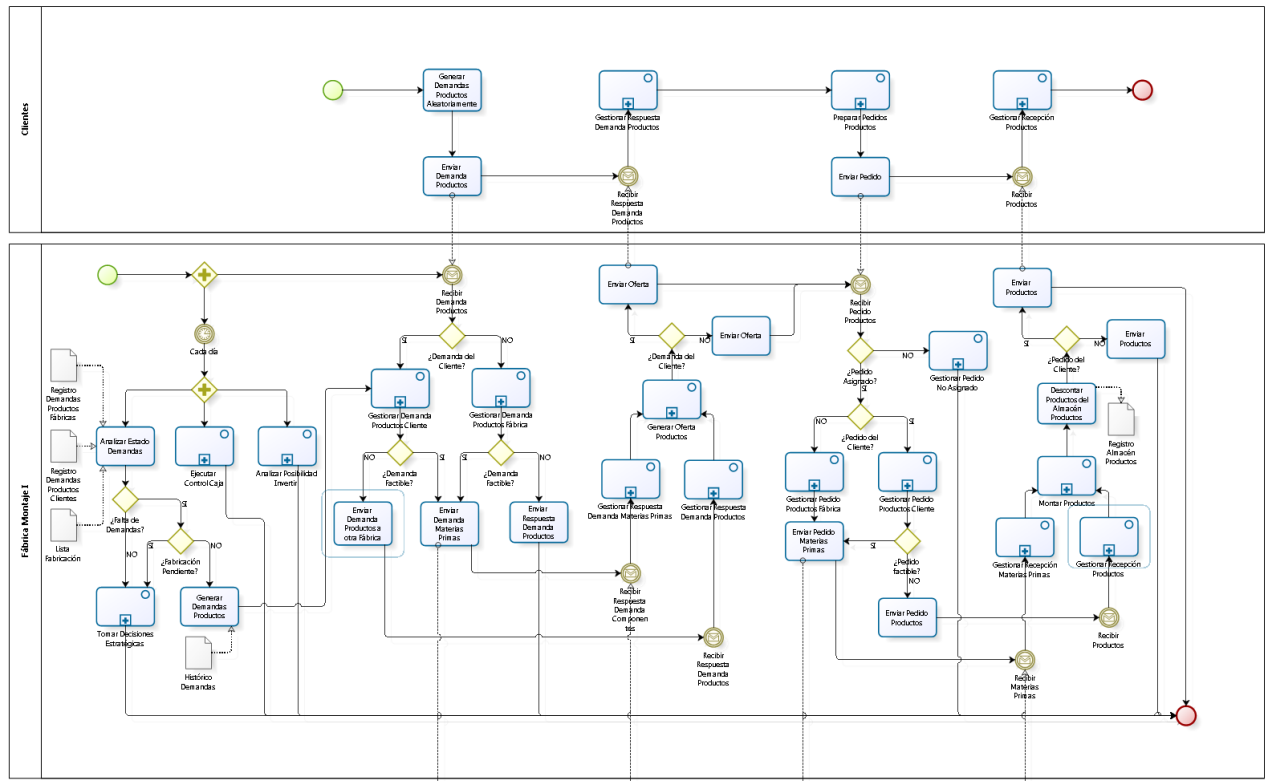 Clientes
Generar
Demandas
Productos
Aleatoriamente
Enviar
Demanda
Productos
Gestionar Respuesta
Demanda Productos
Recibir
Respuesta
Demanda
Productos
Preparar Pedidos
Productos
Enviar Pedido
Gestionar Recepción
Productos
Recibir
Productos
Fábrica Montaje I
Recibir
Demanda
Productos
Cada día
Registro
Demandas
Productos
Fábricas
Registro
Demandas
Productos
Clientes
Lista
Fabricación
Analizar Estado
Demandas
Ejecutar
Control Caja
Analizar Posibilidad
Invertir
¿Falta de
Demandas?
SI
NO
¿Fabricación
Pendiente?
SI
NO
Tomar Decisiones
Estratégicas
Generar
Demandas
Productos
Histórico
Demandas
¿Demanda del
Cliente?
SI
NO
Gestionar Demanda
Productos Cliente
Gestionar Demanda
Productos Fábrica
¿Demanda
Factible?
NO
SI
¿Demanda
Factible?
SI
NO
Enviar
Demanda
Productos a
otra Fábrica
Enviar
Demanda
Materias
Primas
Enviar
Respuesta
Demanda
Productos
Enviar Oferta
¿Demanda del
Cliente?
SI
NO
Enviar Oferta
Generar Oferta
Productos
Gestionar Respuesta
Demanda Materias Primas
Gestionar Respuesta
Demanda Productos
Recibir
Respuesta
Demanda
Componen
tes
Recibir
Respuesta
Demanda
Productos
Recibir
Pedido
Productos
¿Pedido
Asignado?
NO
SI
Gestionar Pedido
No Asignado
¿Pedido del
Cliente?
NO
SI
Gestionar Pedido
Productos Fábrica
Gestionar Pedido
Productos Cliente
Enviar Pedido
Materias
Primas
SI
¿Pedido
factible?
NO
Enviar Pedido
Productos
Enviar
Productos
¿Pedido del
Cliente?
SI
NO
Enviar
Productos
Descontar
Productos del
Almacén
Productos
Registro
Almacén
Productos
Montar Productos
Gestionar Recepción
Materias Primas
Gestionar Recepción
Productos
Recibir
Productos
Recibir
Materias
Primas